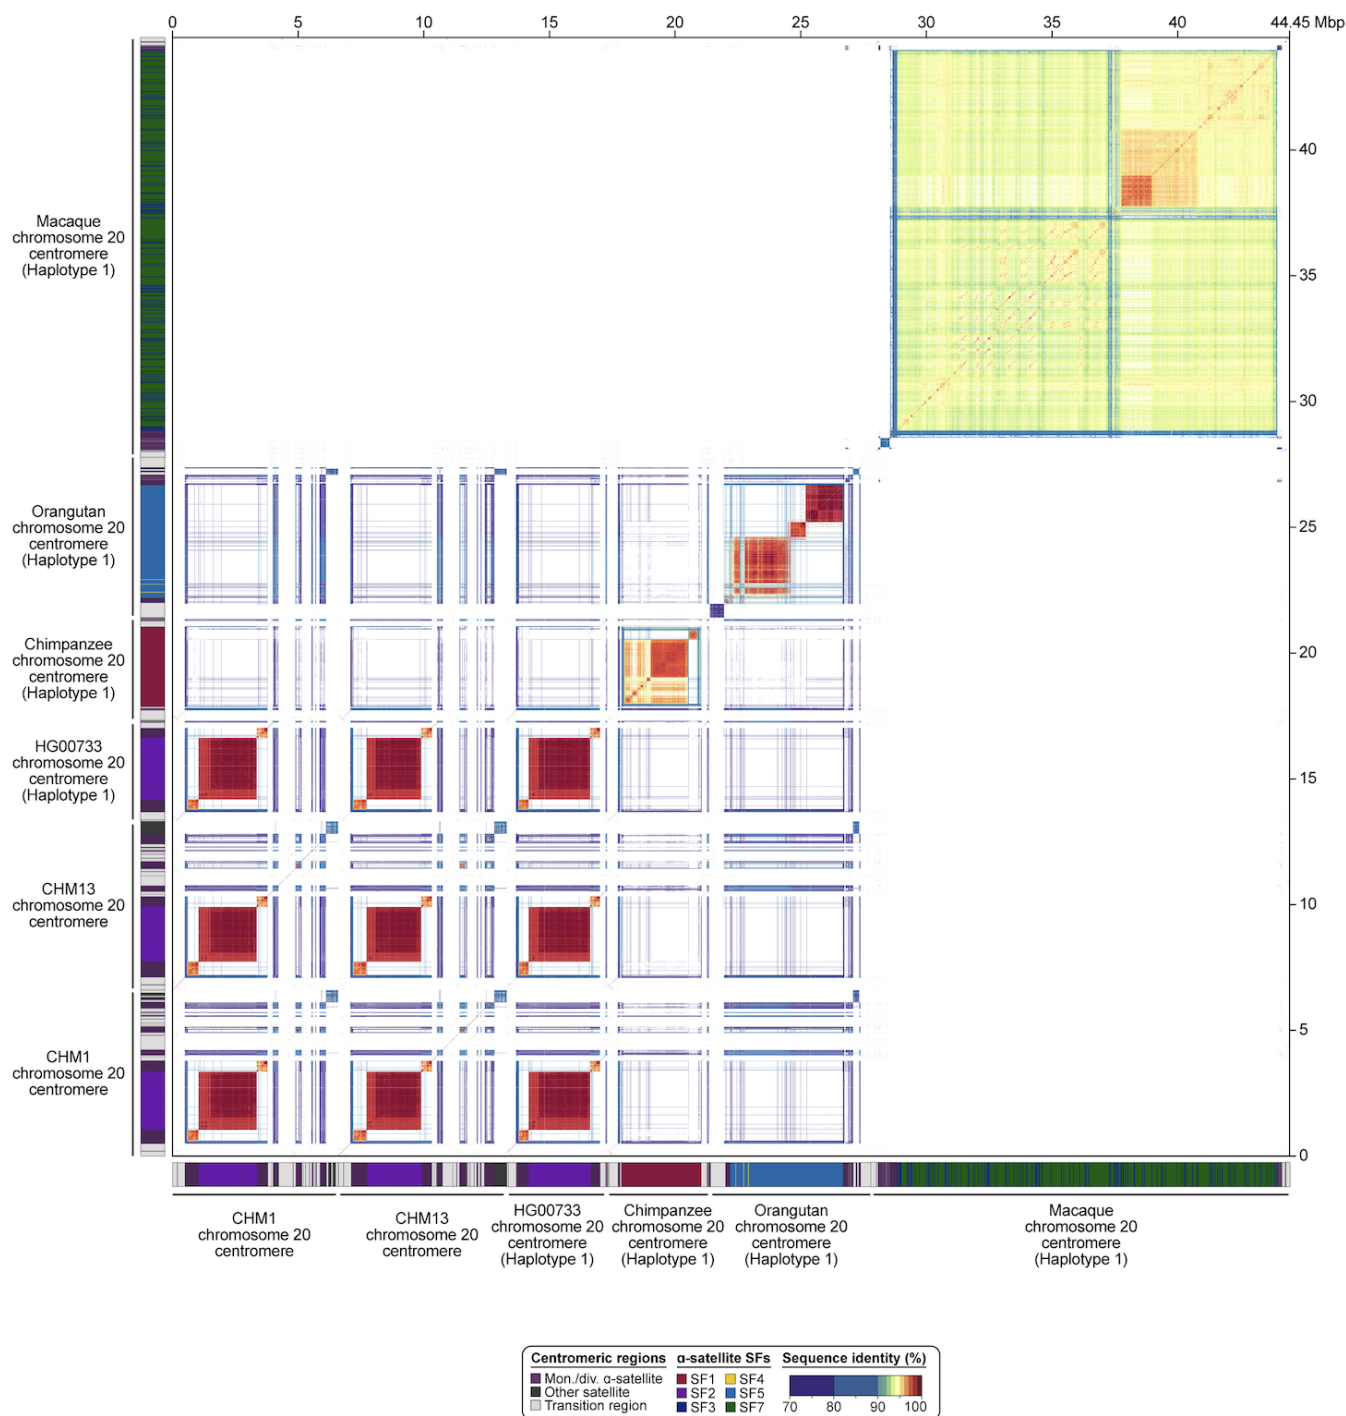 0 5 10 15 20 25 30 35 40 44.45 Mbp
Macaque
chromosome 20
centromere
(Haplotype 1)
40
35
30
Orangutan
chromosome 20
centromere
(Haplotype 1)
25
Chimpanzee
chromosome 20
centromere
(Haplotype 1)
20
HG00733
chromosome 20
centromere
(Haplotype 1)
15
CHM13
chromosome 20
centromere
10
CHM1
chromosome 20
centromere
5
0
CHM1
chromosome 20
centromere
CHM13
chromosome 20
centromere
HG00733
chromosome 20
centromere
(Haplotype 1)
Chimpanzee
chromosome 20
centromere
(Haplotype 1)
Orangutan
chromosome 20
centromere
(Haplotype 1)
Macaque
chromosome 20
centromere
(Haplotype 1)
Centromeric regions
Mon./div. α-satellite
Other satellite
Transition region
α-satellite SFs
SF1 SF4
SF2 SF5
SF3 SF7
Sequence identity (%)
70 80 90 100